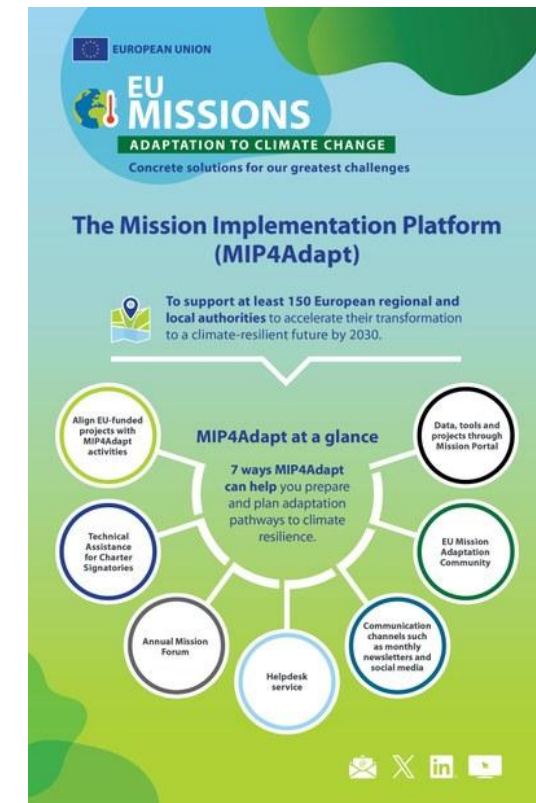 EUROPEAN UNION
EU
MISSIONS
ADAPTATION TO CLIMATE CHANGE
Concrete solutions for our greatest challenges
The Mission Implementation Platform
(MIP4Adapt)
To support at least 150 European regional and
local authorities to accelerate their transformation
to a climate-resilient future by 2030.
MIP4Adapt at a glance
7 ways MIP4Adapt
can help you prepare
and plan adaptation
pathways to climate
resilience.
Align EU-funded
projects with
MIP4Adapt
activities
Technical
Assistance
for Charter
Signatories
Annual Mission
Forum
Helpdesk
service
Communication
channels such
as monthly
newsletters and
social media
EU Mission
Adaptation
Community
Data, tools and
projects through
Mission Portal
X
in